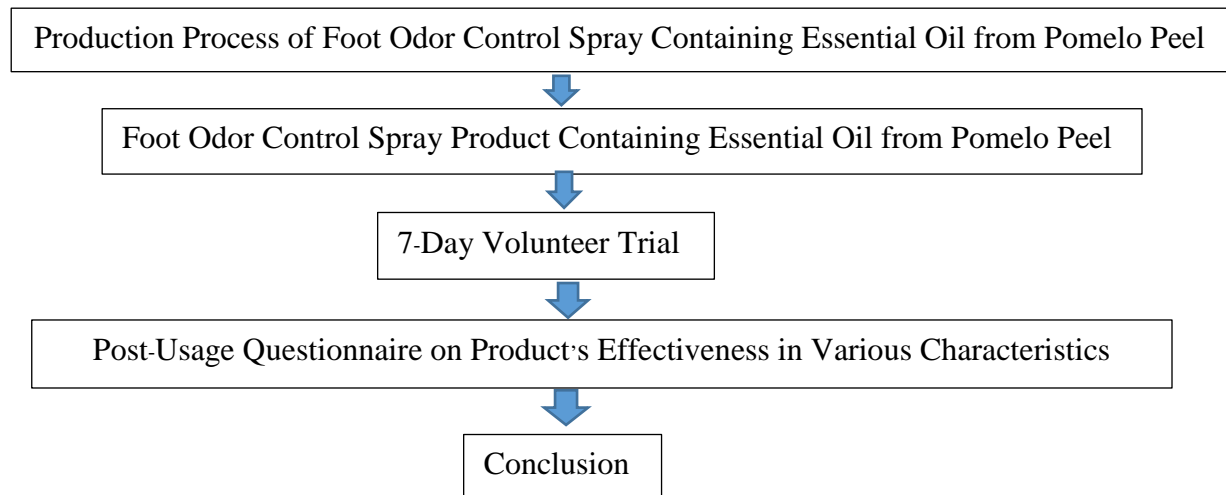 Production Process of Foot Odor Control Spray Containing Essential Oil from Pomelo Peel
Foot Odor Control Spray Product Containing Essential Oil from Pomelo Peel
7-Day Volunteer Trial
Post-Usage Questionnaire on Product's Effectiveness in Various Characteristics
Conclusion